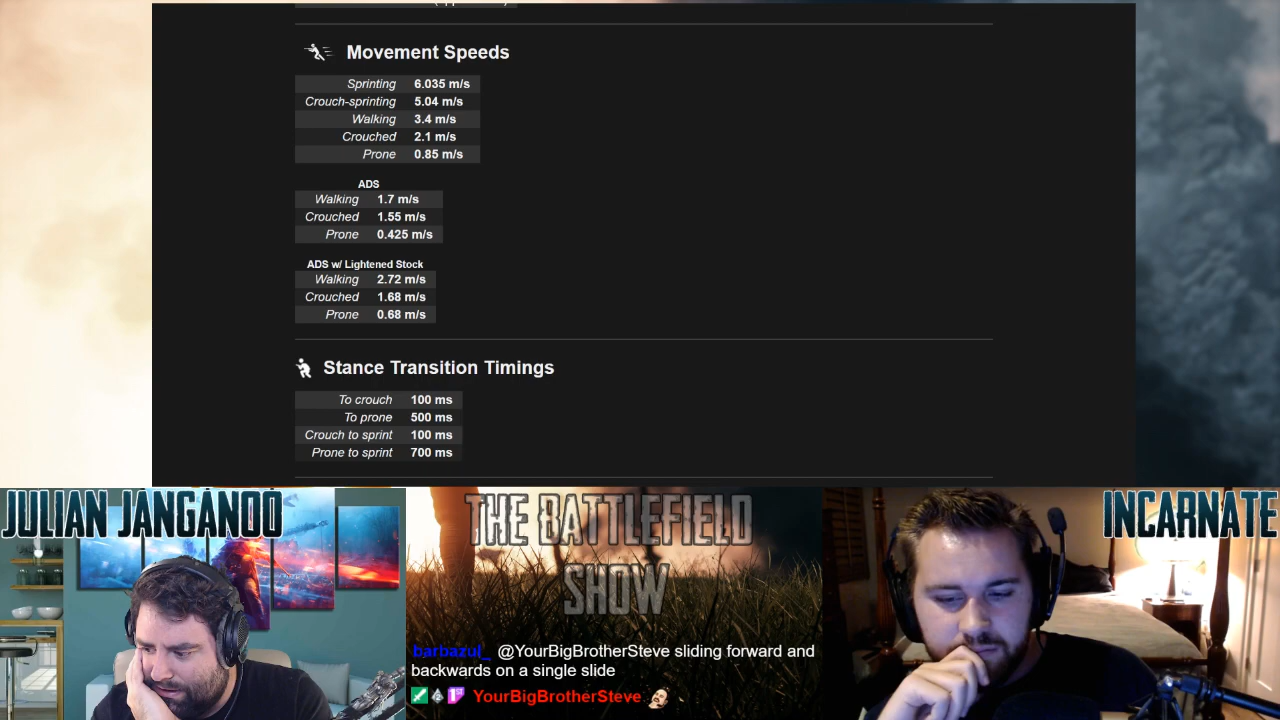 Movement Speeds
Sprinting 6.035 m/s
Crouch-sprinting 5.04 m/s
Walking 3.4 m/s
Crouched 2.1 m/s
Prone 0.85 m/s
ADS
Walking 1.7 m/s
Crouched 1.55 m/s
Prone 0.425 m/s
ADS w/ Lightened Stock
Walking 2.72 m/s
Crouched 1.68 m/s
Prone 0.68 m/s
Stance Transition Timings
To crouch 100 ms
To prone 500 ms
Crouch to sprint 100 ms
Prone to sprint 700 ms
JULIAN JANGANOO
THE BATTLEFIELD
SHOW
INCARNATE
barbazul_ @YourBigBrotherSteve sliding forward and
backwards on a single slide
YourBigBrotherSteve